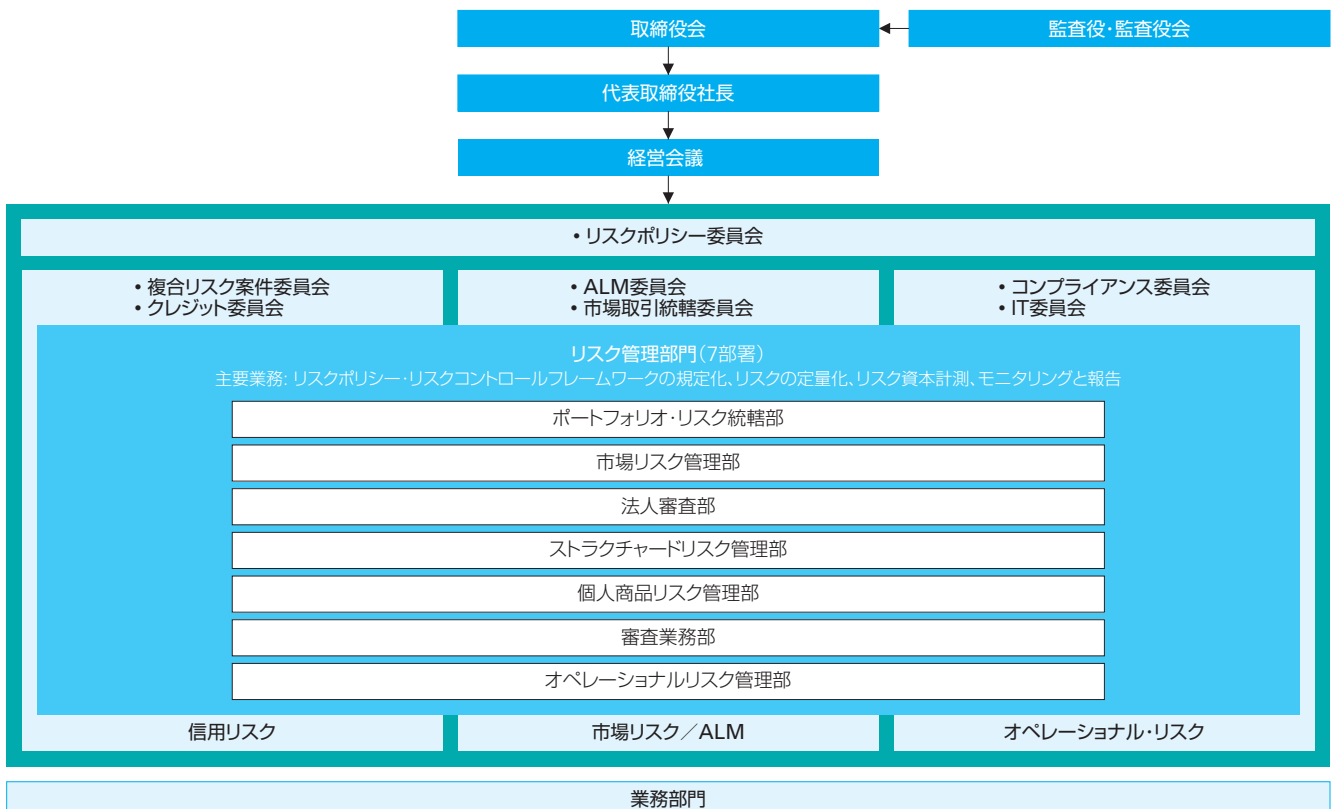 取締役会
監査役・監査役会
代表取締役社長
経営会議
• リスクポリシー委員会
• 複合リスク案件委員会
• クレジット委員会
• ALM委員会
• 市場取引統轄委員会
• コンプライアンス委員会
• IT委員会
リスク管理部門（7部署）
主要業務: リスクポリシー・リスクコントロールフレームワークの規定化、リスクの定量化、リスク資本計測、モニタリングと報告
ポートフォリオ・リスク統轄部
市場リスク管理部
法人審査部
ストラクチャードリスク管理部
個人商品リスク管理部
審査業務部
オペレーショナルリスク管理部
信用リスク
市場リスク／ALM
オペレーショナル・リスク
業務部門